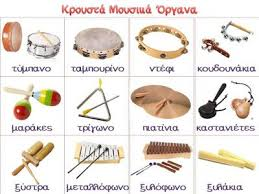 Κρουστά Μουσικά Όργανα
τύμπανο ταμπουρίνο ντέφι κουδουνάκια
μαράκες τρίγωνο πιατίνια καστανιέτες
ξύστρα μεταλλόφωνο ξυλόφωνο ξυλάκια